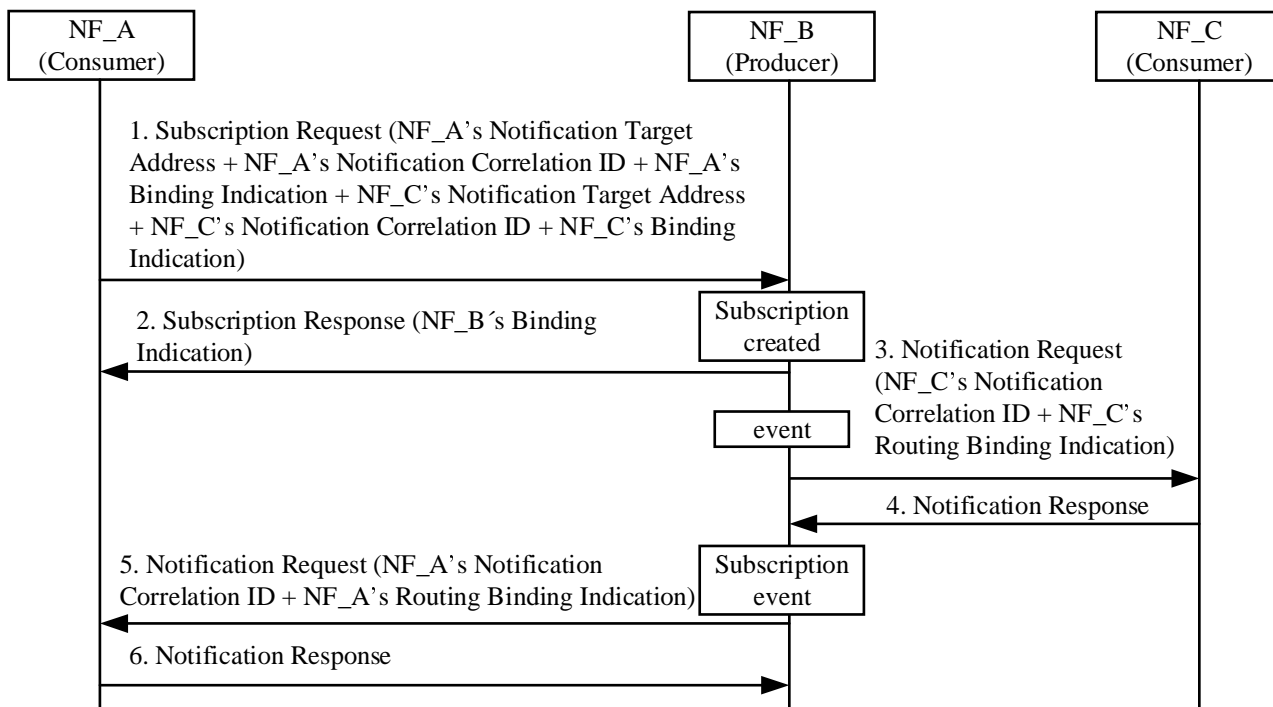 NF_A
(Consumer)
NF_B
(Producer)
NF_C
(Consumer)
1. Subscription Request (NF_A’s Notification Target
Address + NF_A’s Notification Correlation ID + NF_A’s
Binding Indication + NF_C’s Notification Target Address
+ NF_C’s Notification Correlation ID + NF_C’s Binding
Indication)
Subscription
created
2. Subscription Response (NF_B´s Binding
Indication)
event
3. Notification Request
(NF_C’s Notification
Correlation ID + NF_C’s
Routing Binding Indication)
4. Notification Response
Subscription
event
5. Notification Request (NF_A’s Notification
Correlation ID + NF_A’s Routing Binding Indication)
6. Notification Response